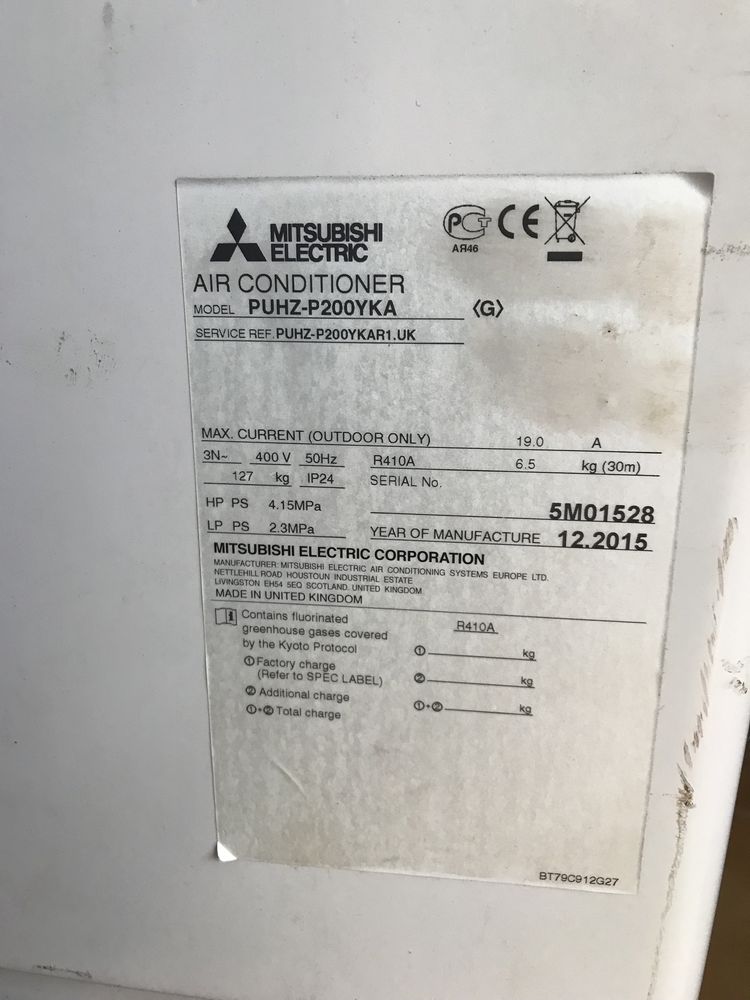 MITSUBISHI
ELECTRIC
PCT CE
АЯ46
AIR CONDITIONER
MODEL PUHZ-P200YKA 〈G〉
SERVICE REF. PUHZ-P200YKAR1.UK
MAX. CURRENT (OUTDOOR ONLY) 19.0 A
3N~ 400 V 50Hz R410A 6.5 kg (30m)
127 kg IP24 SERIAL No.
HP PS 4.15MPa 5M01528
LP PS 2.3MPa YEAR OF MANUFACTURE 12.2015
MITSUBISHI ELECTRIC CORPORATION
MANUFACTURER: MITSUBISHI ELECTRIC AIR CONDITIONING SYSTEMS EUROPE LTD.
NETTLEHILL ROAD HOUSTOUN INDUSTRIAL ESTATE
LIVINGSTON EH54 5EQ SCOTLAND UNITED KINGDOM
MADE IN UNITED KINGDOM
Contains fluorinated
greenhouse gases covered
by the Kyoto Protocol
R410A
① Factory charge
(Refer to SPEC LABEL)
① kg
② Additional charge
② kg
①+② Total charge
①+② kg
BT79C912G27